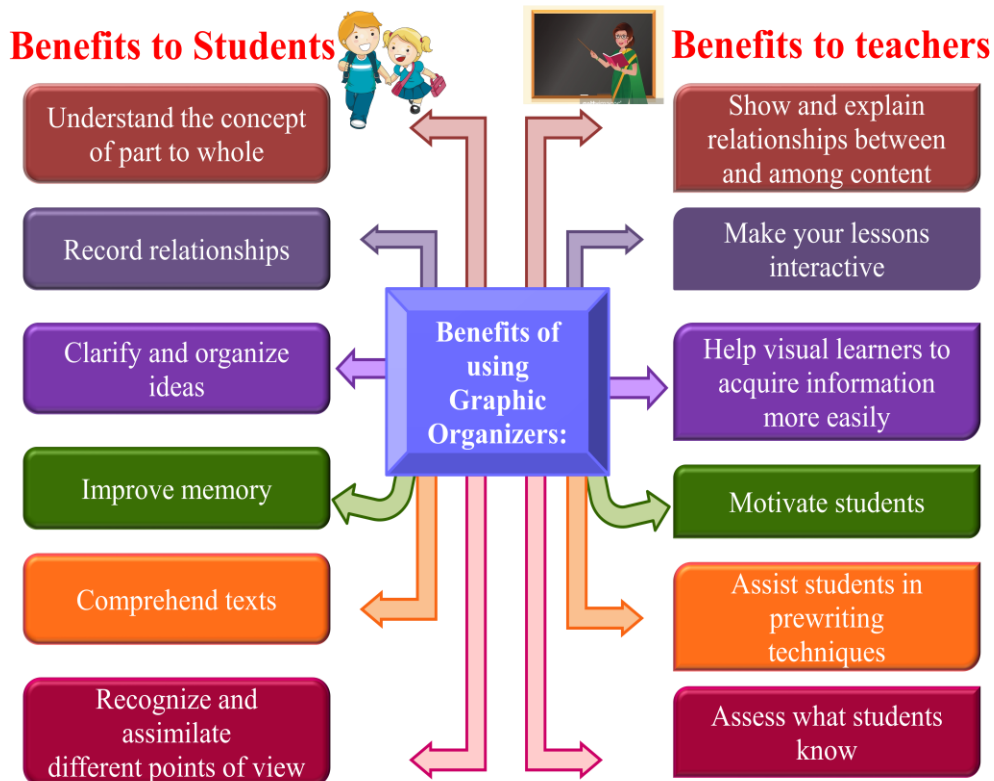 Benefits to Students
Understand the concept
of part to whole
Record relationships
Clarify and organize
ideas
Improve memory
Comprehend texts
Recognize and
assimilate
different points of view
Benefits of
using
Graphic
Organizers:
Benefits to teachers
Show and explain
relationships between
and among content
Make your lessons
interactive
Help visual learners to
acquire information
more easily
Motivate students
Assist students in
prewriting
techniques
Assess what students
know